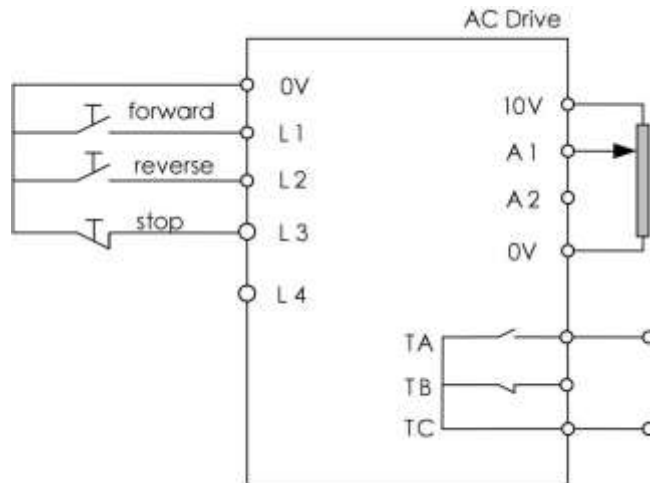 AC Drive
0V
forward
L1
reverse
L2
stop
L3
L4
10V
A1
A2
0V
TA
TB
TC